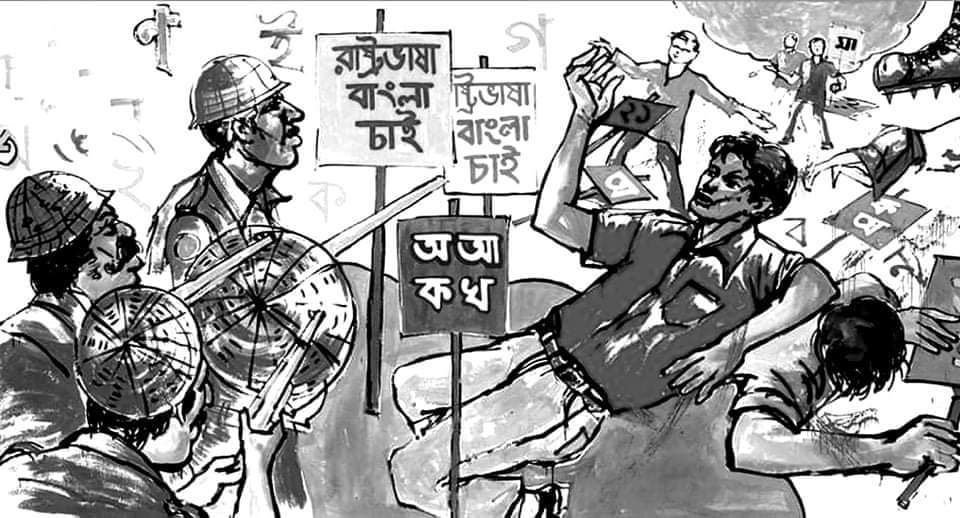 রাষ্ট্রভাষা
বাংলা
চাই
ষ্ট্রভাষা
বাংলা
চাই
অ আ
ক খ
মা
২১
ক
গ
ব